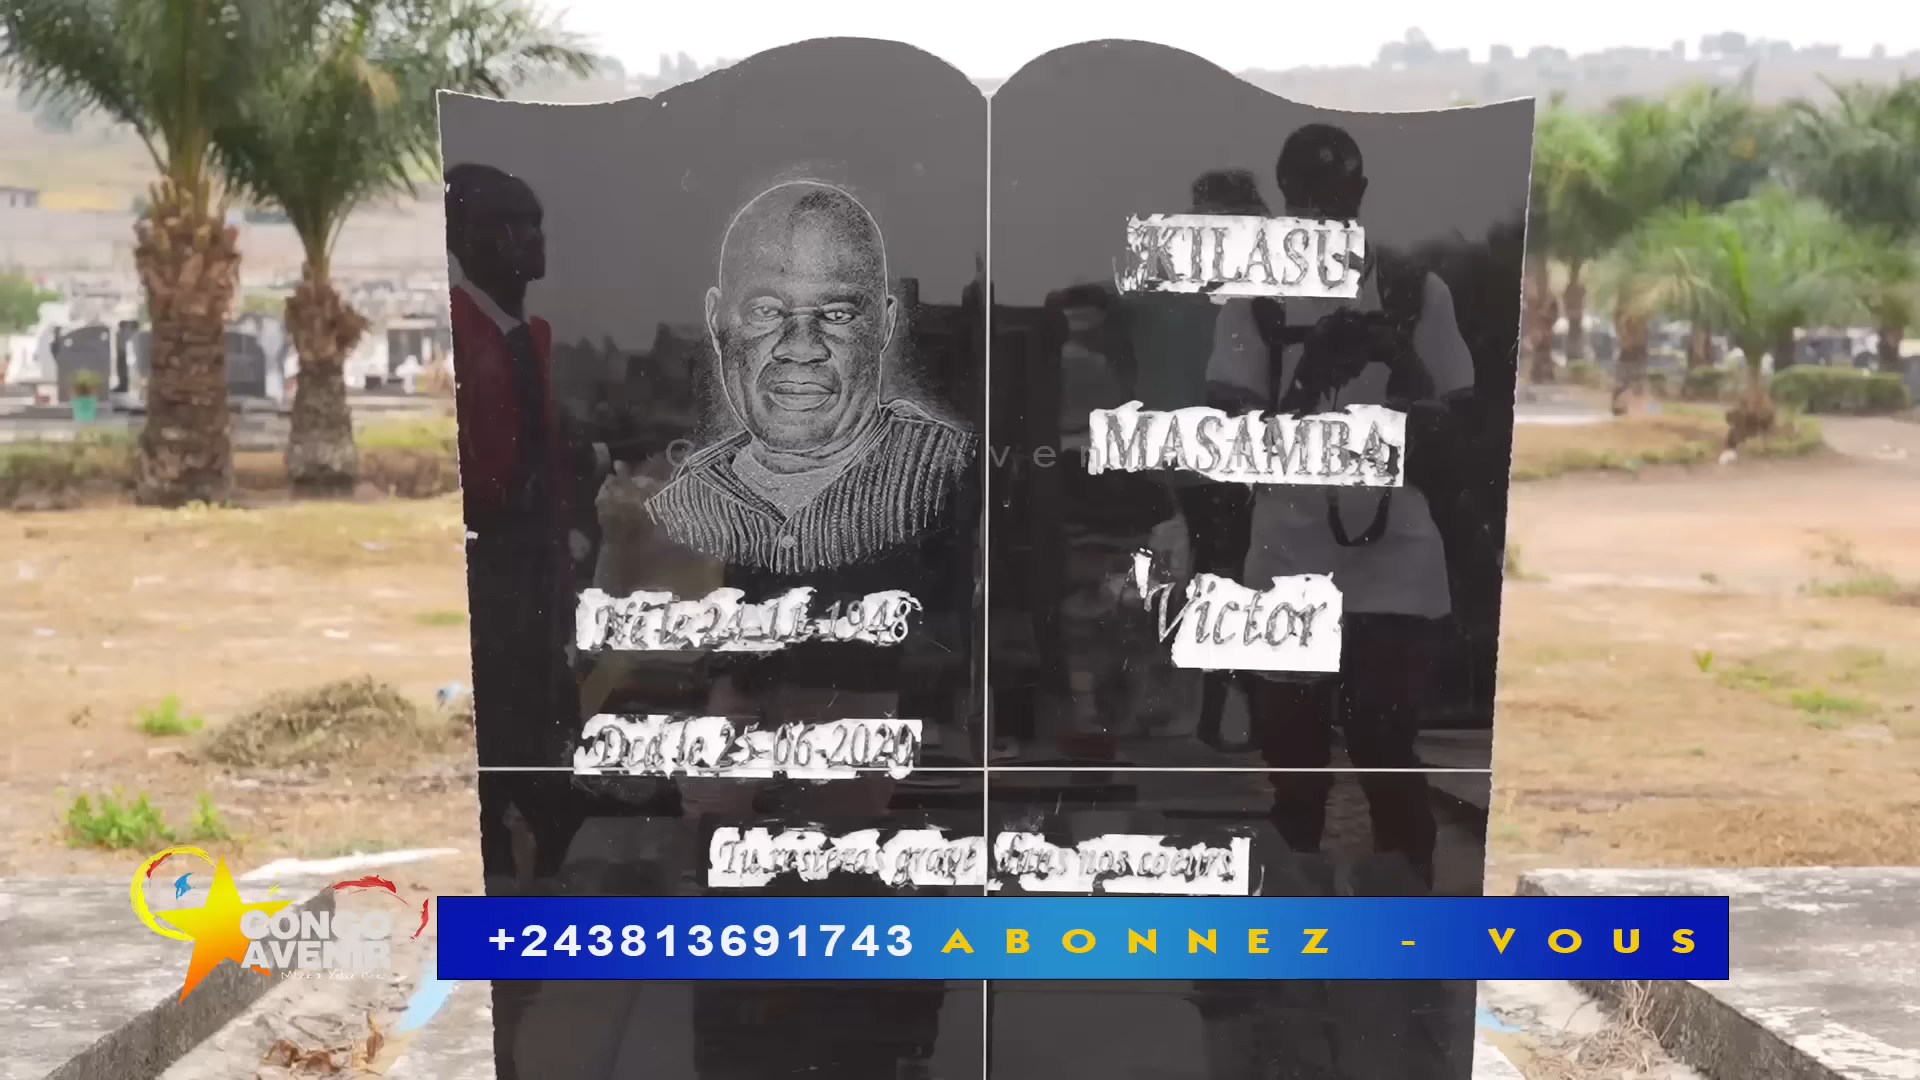 KILASU
MASAMBA
Victor
Né le 24-11-1948
Dcd le 25-06-2020
Tu resteras gravé dans nos coeurs
CONGO
AVENIR
+243813691743 ABONNEZ - VOUS